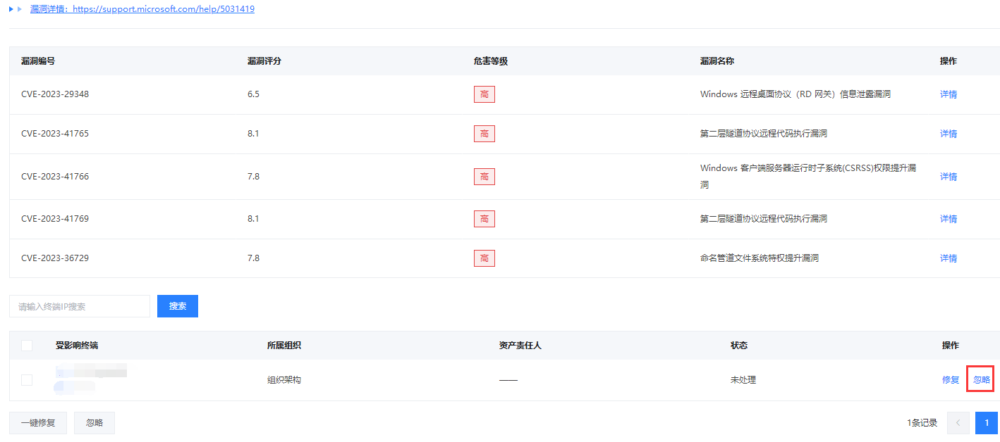 漏洞详情：https://support.microsoft.com/help/5031419
漏洞编号 漏洞评分 危害等级 漏洞名称 操作
CVE-2023-29348 6.5 高 Windows 远程桌面协议（RD 网关）信息泄露漏洞 详情
CVE-2023-41765 8.1 高 第二层隧道协议远程代码执行漏洞 详情
CVE-2023-41766 7.8 高 Windows 客户端服务器运行时子系统(CSRSS)权限提升漏
洞 详情
CVE-2023-41769 8.1 高 第二层隧道协议远程代码执行漏洞 详情
CVE-2023-36729 7.8 高 命名管道文件系统特权提升漏洞 详情
请输入终端IP搜索 搜索
受影响终端 所属组织 资产责任人 状态 操作
组织架构 —— 未处理 修复 忽略
一键修复 忽略 1条记录 1